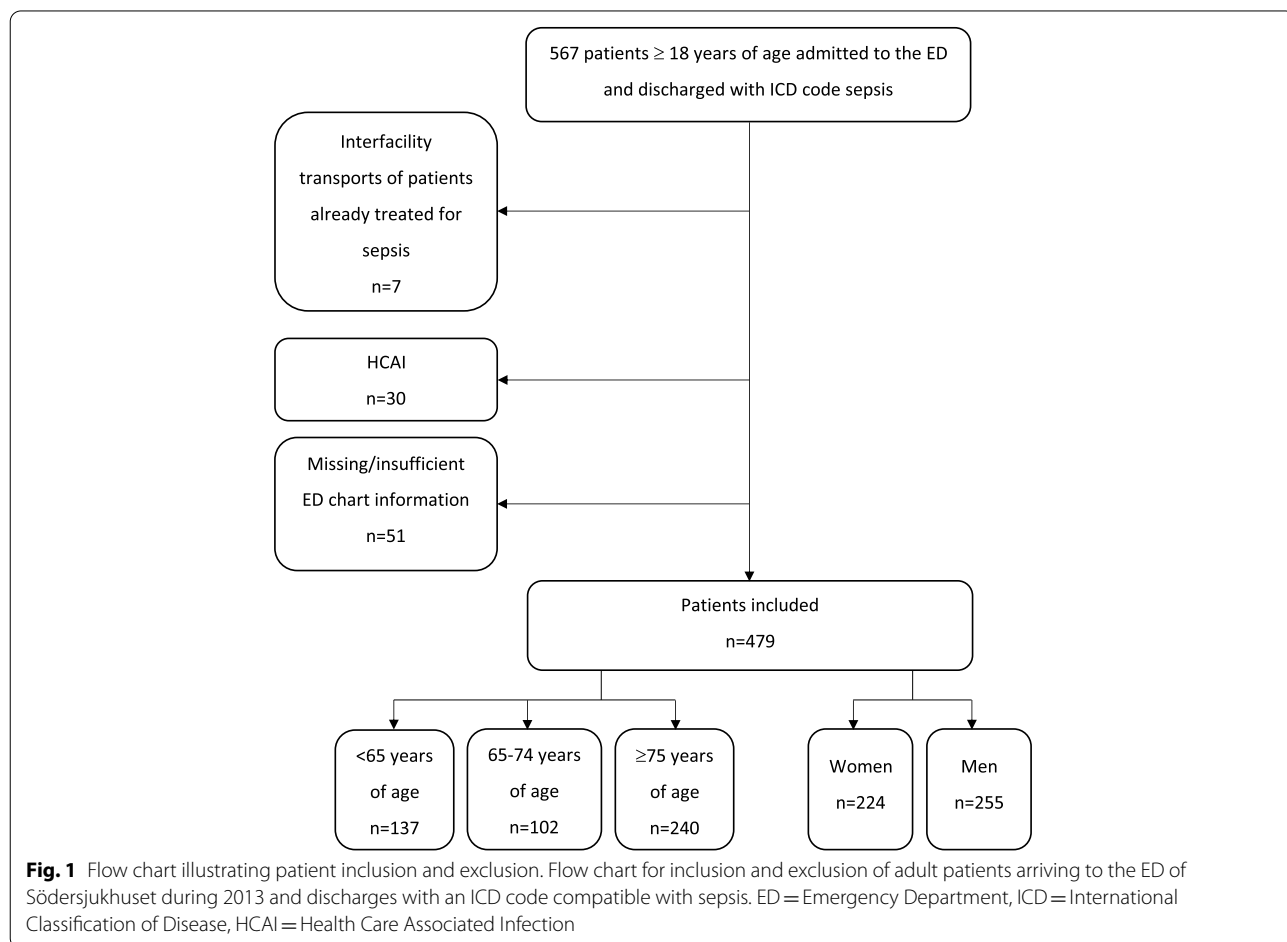 567 patients ≥ 18 years of age admitted to the ED
and discharged with ICD code sepsis
Interfacility
transports of patients
already treated for
sepsis
n=7
HCAI
n=30
Missing/insufficient
ED chart information
n=51
Patients included
n=479
<65 years
of age
n=137
65-74 years
of age
n=102
≥75 years
of age
n=240
Women
n=224
Men
n=255
Fig. 1 Flow chart illustrating patient inclusion and exclusion. Flow chart for inclusion and exclusion of adult patients arriving to the ED of
Södersjukhuset during 2013 and discharges with an ICD code compatible with sepsis. ED = Emergency Department, ICD = International
Classification of Disease, HCAI = Health Care Associated Infection